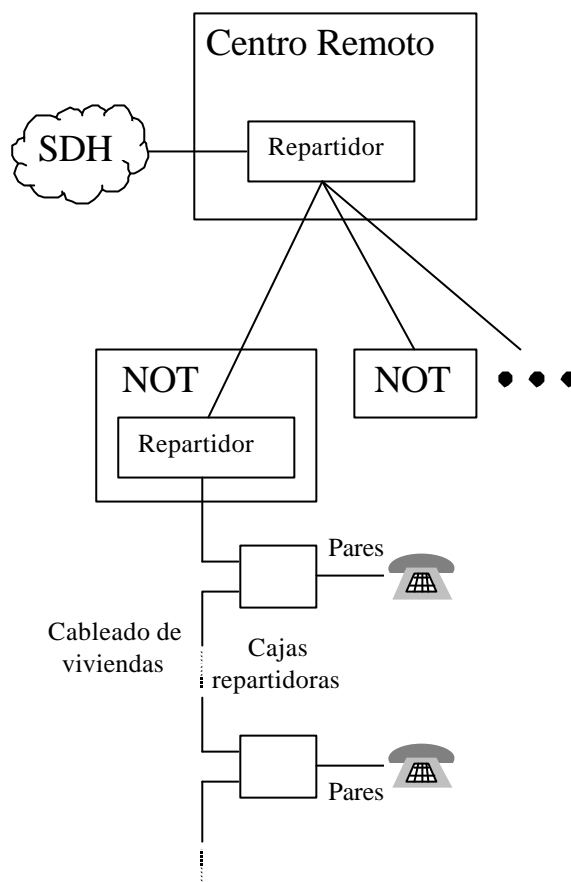 Centro Remoto
SDH
Repartidor
NOT
NOT
Repartidor
Pares
Cableado de
viviendas
Cajas
repartidoras
Pares